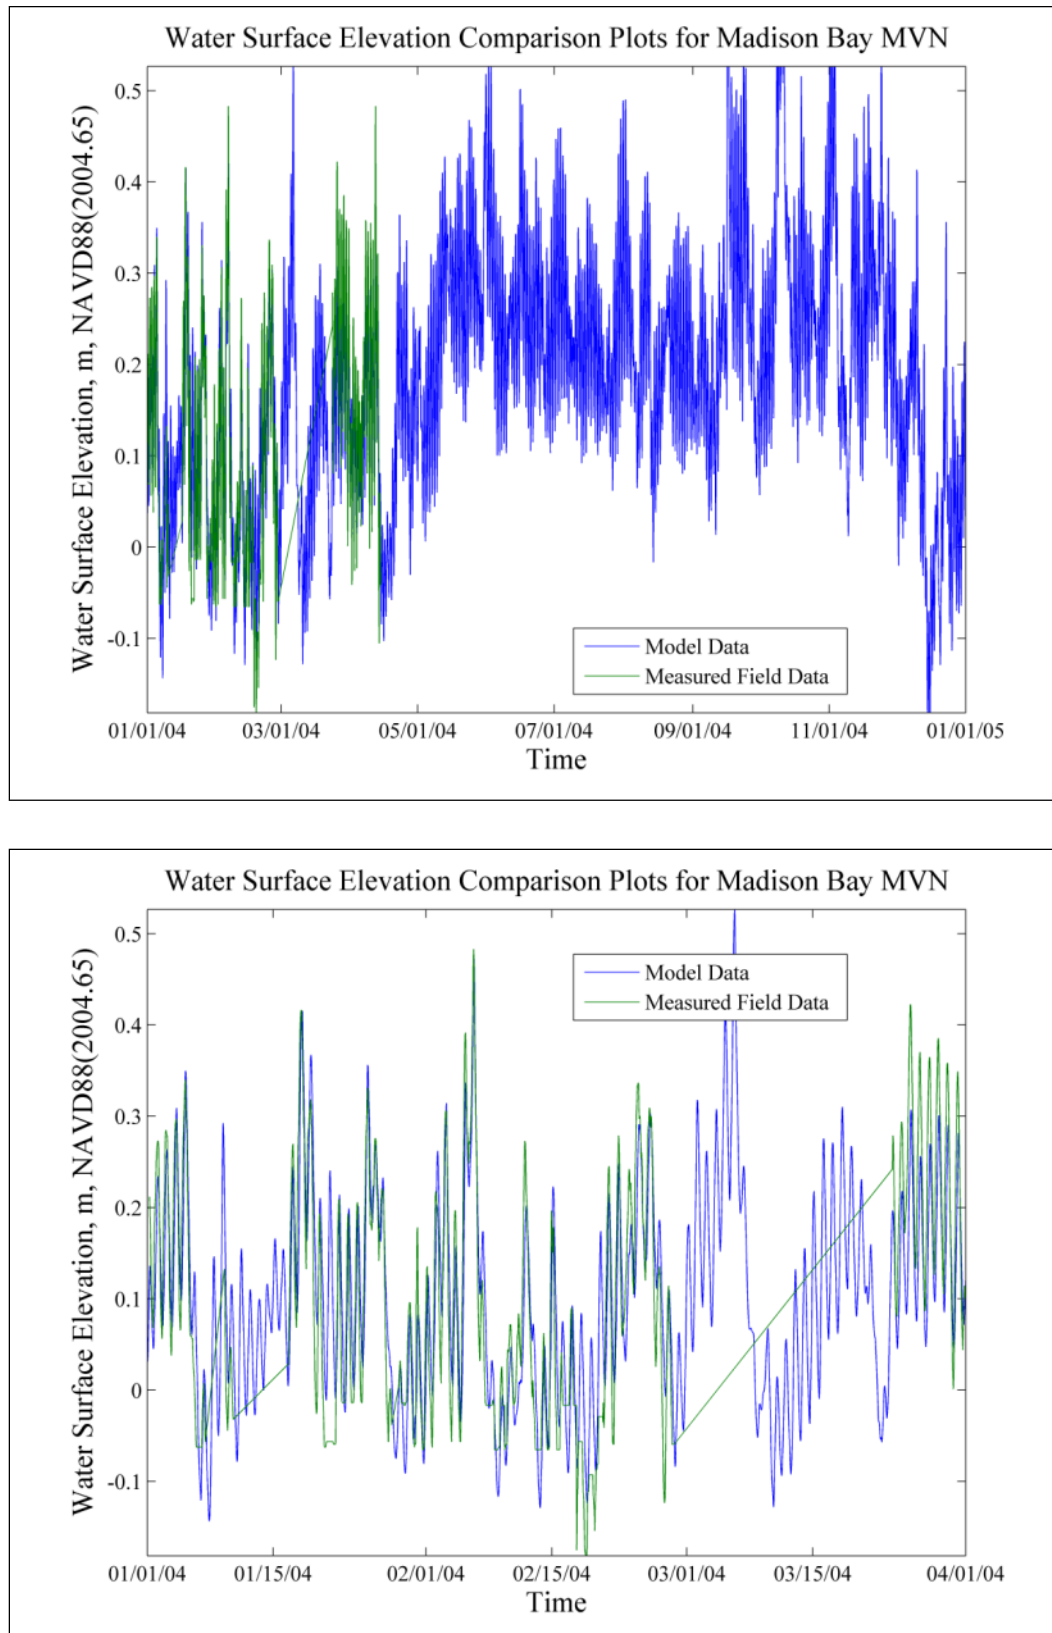 Water Surface Elevation Comparison Plots for Madison Bay MVN
Water Surface Elevation, m, NAVD88(2004.65)
0.5
0.4
0.3
0.2
0.1
0
-0.1
Model Data
Measured Field Data
01/01/04 03/01/04 05/01/04 07/01/04 09/01/04 11/01/04 01/01/05
Time
Water Surface Elevation Comparison Plots for Madison Bay MVN
Water Surface Elevation, m, NAVD88(2004.65)
0.5
0.4
0.3
0.2
0.1
0
-0.1
Model Data
Measured Field Data
01/01/04 01/15/04 02/01/04 02/15/04 03/01/04 03/15/04 04/01/04
Time